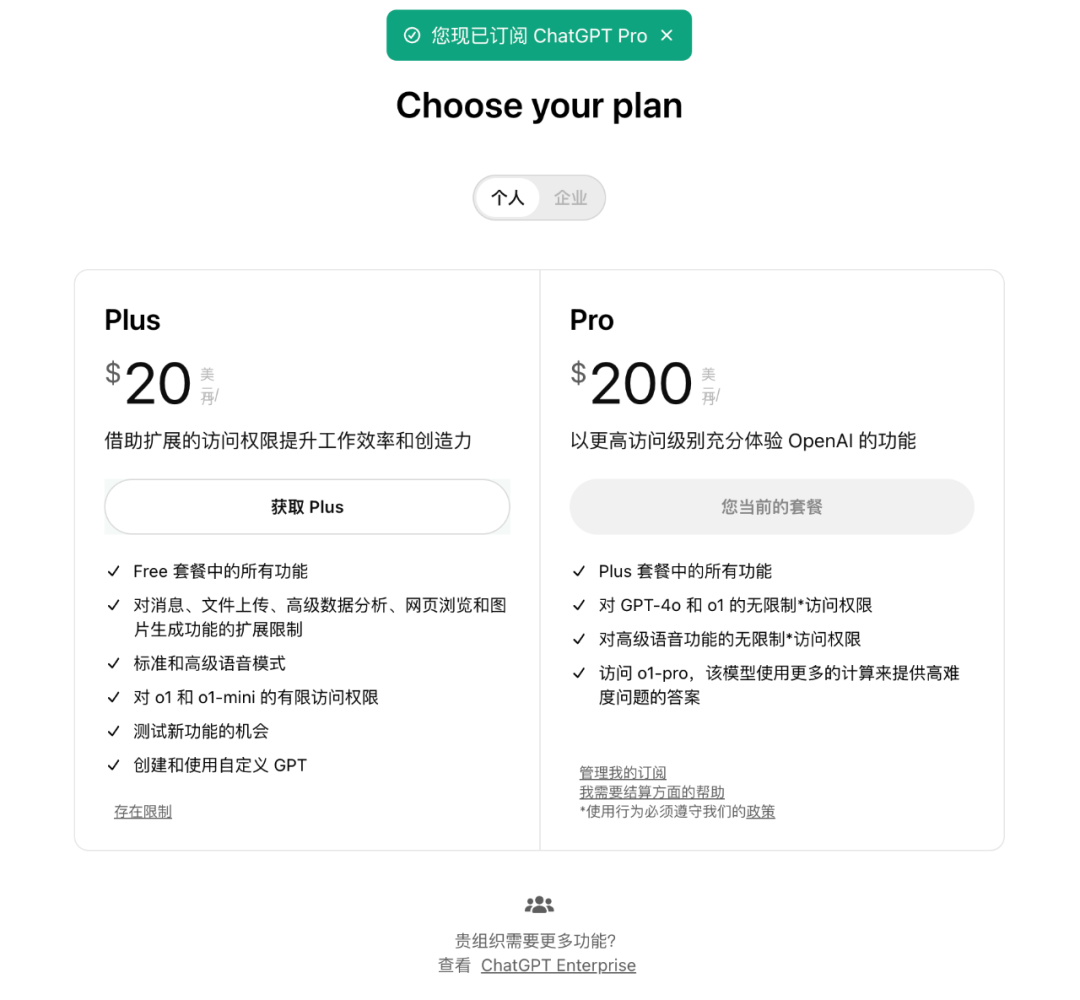 您现已订阅 ChatGPT Pro ×
Choose your plan
个人 企业
Plus
$20 美元/月
借助扩展的访问权限提升工作效率和创造力
获取 Plus
Free 套餐中的所有功能
对消息、文件上传、高级数据分析、网页浏览和图
片生成功能的扩展限制
标准和高级语音模式
对 o1 和 o1-mini 的有限访问权限
测试新功能的机会
创建和使用自定义 GPT
存在限制
Pro
$200 美元/月
以更高访问级别充分体验 OpenAI 的功能
您当前的套餐
Plus 套餐中的所有功能
对 GPT-4o 和 o1 的无限制*访问权限
对高级语音功能的无限制*访问权限
访问 o1-pro，该模型使用更多的计算来提供高难
度问题的答案
管理我的订阅
我需要结算方面的帮助
*使用行为必须遵守我们的政策
贵组织需要更多功能?
查看 ChatGPT Enterprise